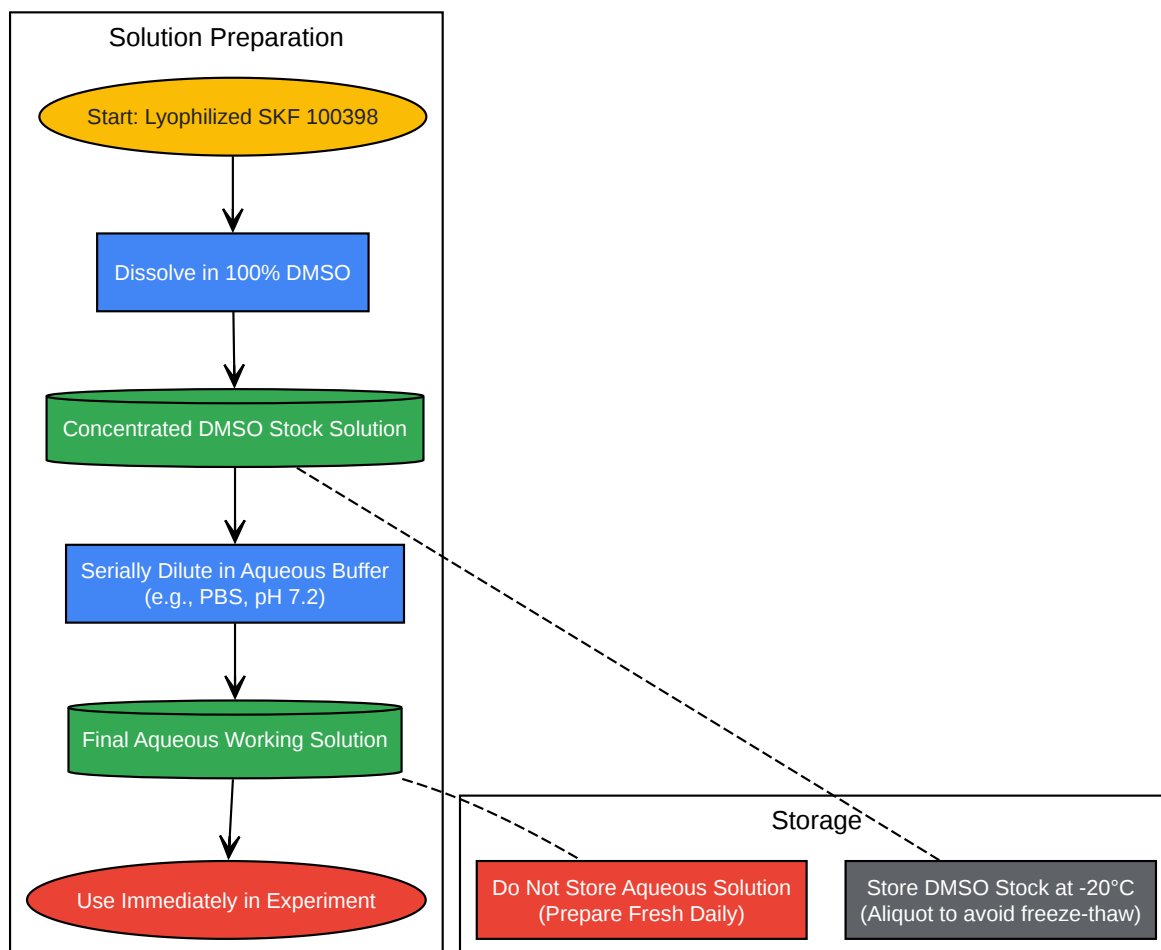 Solution Preparation
Start: Lyophilized SKF 100398
Dissolve in 100% DMSO
Concentrated DMSO Stock Solution
Serially Dilute in Aqueous Buffer
(e.g., PBS, pH 7.2)
Final Aqueous Working Solution
Use Immediately in Experiment
Storage
Do Not Store Aqueous Solution
(Prepare Fresh Daily)
Store DMSO Stock at -20°C
(Aliquot to avoid freeze-thaw)